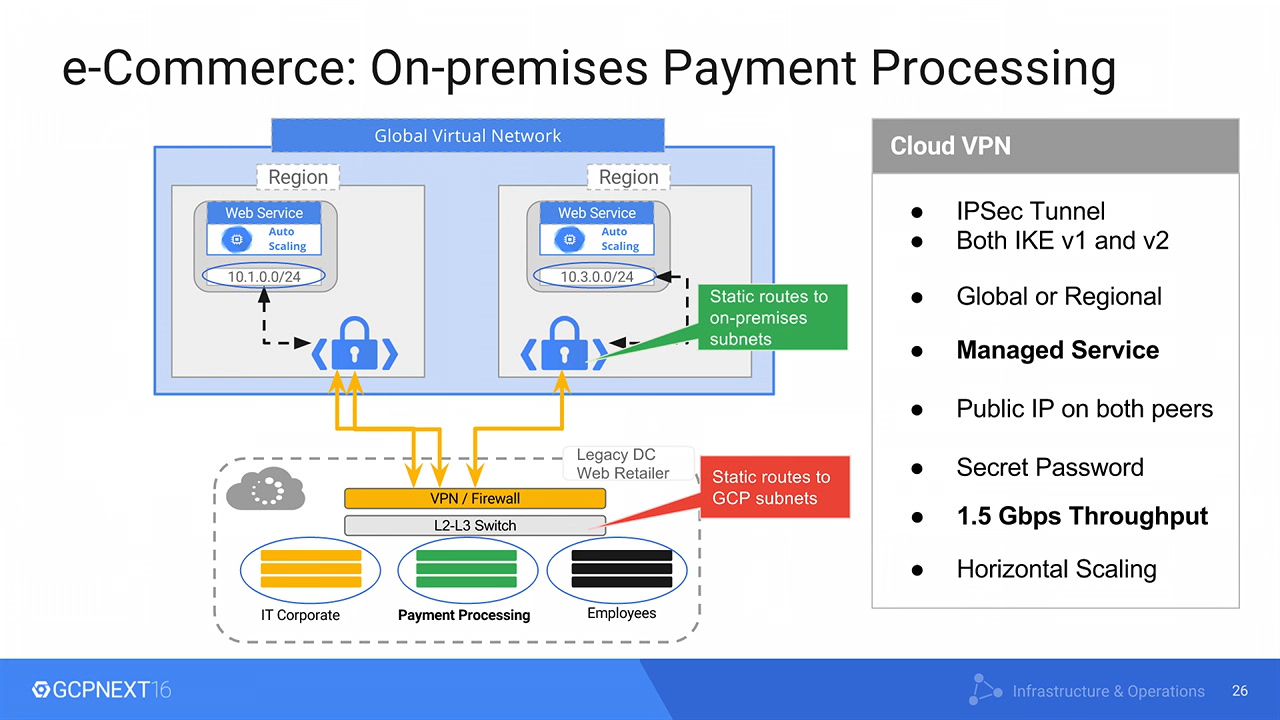 e-Commerce: On-premises Payment Processing
Global Virtual Network
Region
Web Service
Auto
Scaling
10.1.0.0/24
Region
Web Service
Auto
Scaling
10.3.0.0/24
Static routes to
on-premises
subnets
Legacy DC
Web Retailer
VPN / Firewall
L2-L3 Switch
Static routes to
GCP subnets
IT Corporate
Payment Processing
Employees
Cloud VPN
● IPSec Tunnel
● Both IKE v1 and v2
● Global or Regional
● Managed Service
● Public IP on both peers
● Secret Password
● 1.5 Gbps Throughput
● Horizontal Scaling
GCPNEXT16
Infrastructure & Operations
26